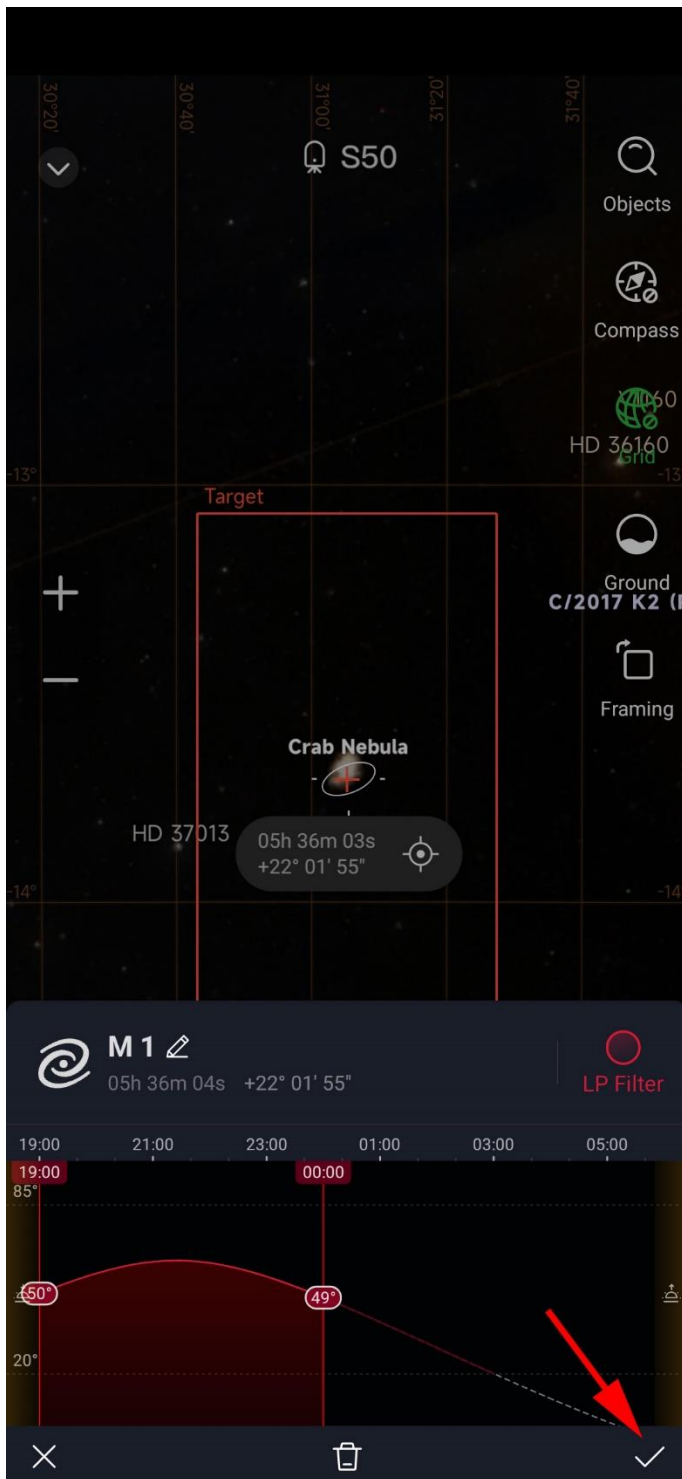 30°20'
30°40'
31°00'
31°20'
31°40'
S50
Objects
Compass
HD 36160
Grid
-13°
-13
Target
Ground
C/2017 K2 (
Framing
Crab Nebula
HD 37013
05h 36m 03s
+22° 01' 55"
-14°
-14
M 1
05h 36m 04s +22° 01' 55"
LP Filter
19:00 21:00 23:00 01:00 03:00 05:00
19:00 00:00
85°
50°
49°
20°